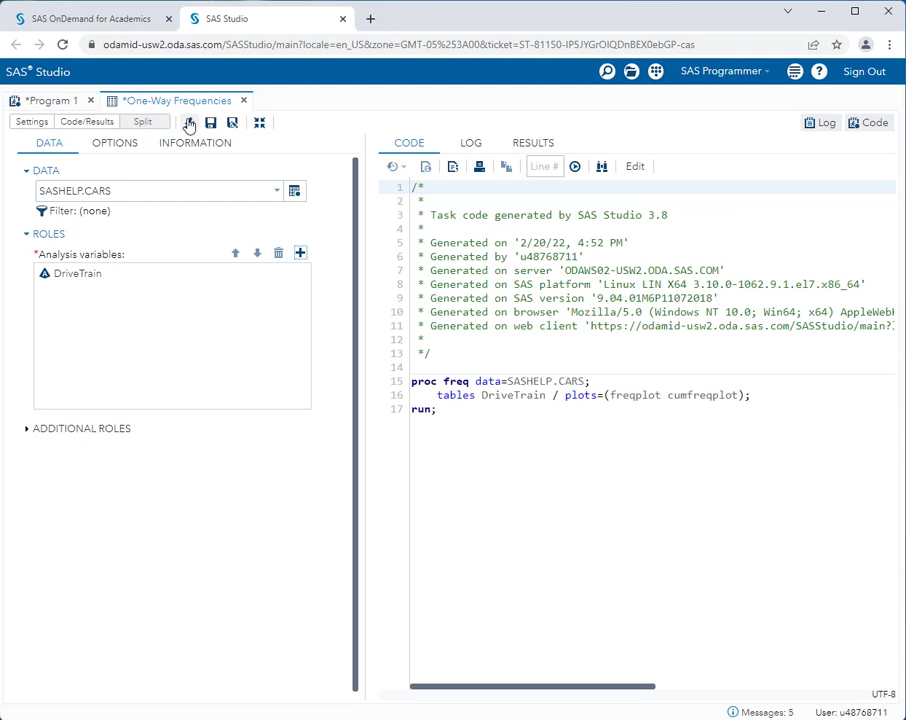 SAS OnDemand for Academics
SAS Studio
odamid-usw2.oda.sas.com/SASStudio/main?locale=en_US&zone=GMT-05%253A00&ticket=ST-81150-IP5JYGrOIQDnBEX0ebGP-cas
SAS® Studio
SAS Programmer
Sign Out
*Program 1
*One-Way Frequencies
Settings
Code/Results
Split
Log
Code
DATA
OPTIONS
INFORMATION
DATA
SASHELP.CARS
Filter: (none)
ROLES
*Analysis variables:
DriveTrain
ADDITIONAL ROLES
CODE
LOG
RESULTS
Line #
Edit
1 /*
2 *
3 * Task code generated by SAS Studio 3.8
4 *
5 * Generated on '2/20/22, 4:52 PM'
6 * Generated by 'u48768711'
7 * Generated on server 'ODAWS02-USW2.ODA.SAS.COM'
8 * Generated on SAS platform 'Linux LIN X64 3.10.0-1062.9.1.el7.x86_64'
9 * Generated on SAS version '9.04.01M6P11072018'
10 * Generated on browser 'Mozilla/5.0 (Windows NT 10.0; Win64; x64) AppleWebK
11 * Generated on web client 'https://odamid-usw2.oda.sas.com/SASStudio/main?
12 *
13 */
14
15 proc freq data=SASHELP.CARS;
16 tables DriveTrain / plots=(freqplot cumfreqplot);
17 run;
UTF-8
Messages: 5
User: u48768711